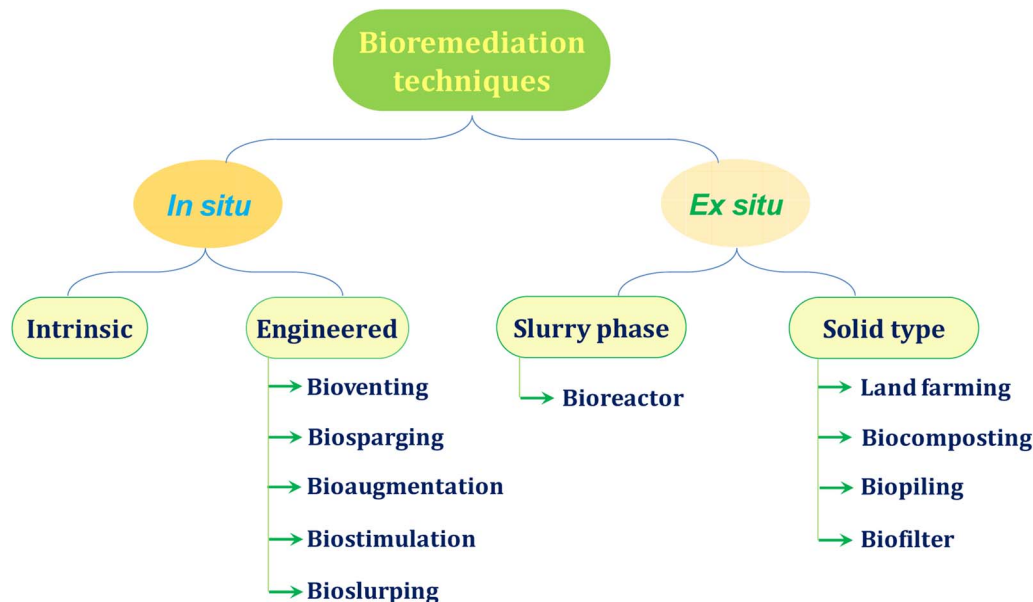 Bioremediation
techniques
In situ
Ex situ
Intrinsic
Engineered
Slurry phase
Solid type
Bioventing
Biosparging
Bioaugmentation
Biostimulation
Bioslurping
Bioreactor
Land farming
Biocomposting
Biopiling
Biofilter